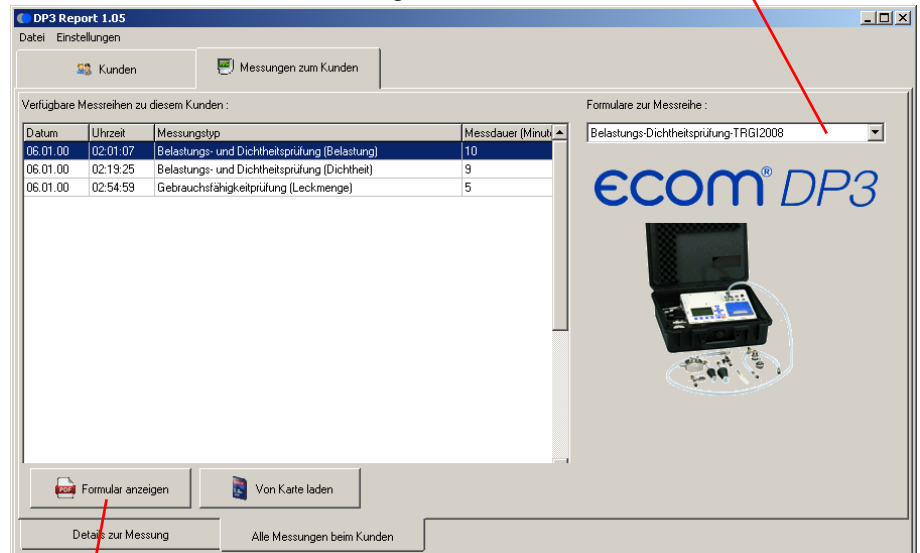 DP3 Report 1.05
Datei Einstellungen
Kunden Messungen zum Kunden
Verfügbare Messreihen zu diesem Kunden :
Formulare zur Messreihe :
Belastungs-Dichtheitsprüfung-TRGI2008
Datum Uhrzeit Messungstyp Messdauer (Minut
06.01.00 02:01:07 Belastungs- und Dichtheitsprüfung (Belastung) 10
06.01.00 02:19:25 Belastungs- und Dichtheitsprüfung (Dichtheit) 9
06.01.00 02:54:59 Gebrauchsfähigkeitprüfung (Leckmenge) 5
ecom® DP3
Formular anzeigen Von Karte laden
Details zur Messung Alle Messungen beim Kunden